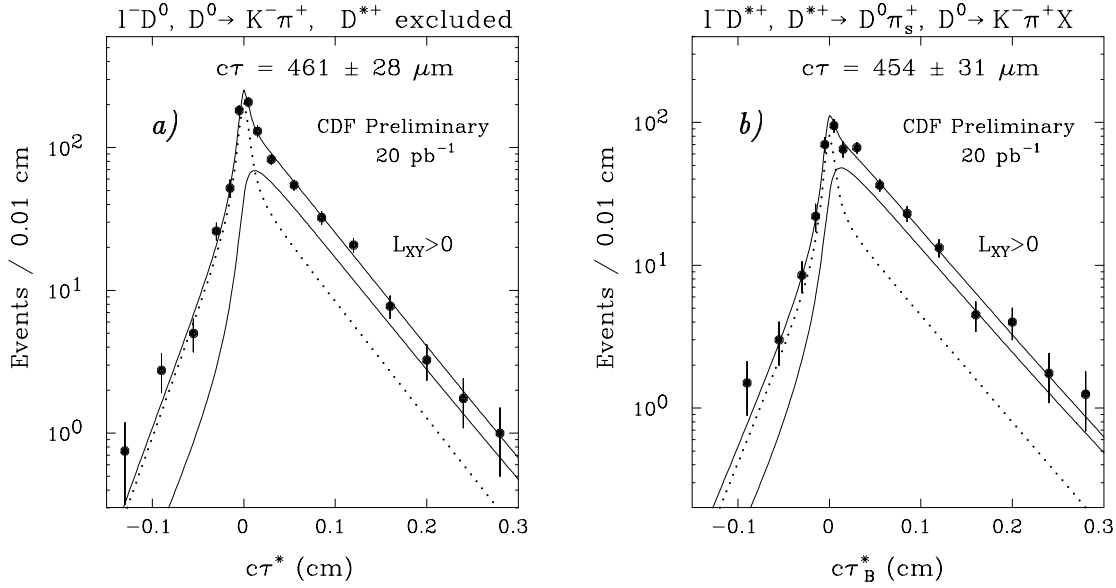 l⁻D⁰, D⁰→ K⁻π⁺, D*⁺ excluded
cτ = 461 ± 28 μm
a)
CDF Preliminary
20 pb⁻¹
L_XY>0
Events / 0.01 cm
10²
10¹
10⁰
−0.1 0 0.1 0.2 0.3
cτ* (cm)
l⁻D*⁺, D*⁺→ D⁰π_s⁺, D⁰→ K⁻π⁺X
cτ = 454 ± 31 μm
b)
CDF Preliminary
20 pb⁻¹
L_XY>0
Events / 0.01 cm
10²
10¹
10⁰
−0.1 0 0.1 0.2 0.3
cτ*_B (cm)